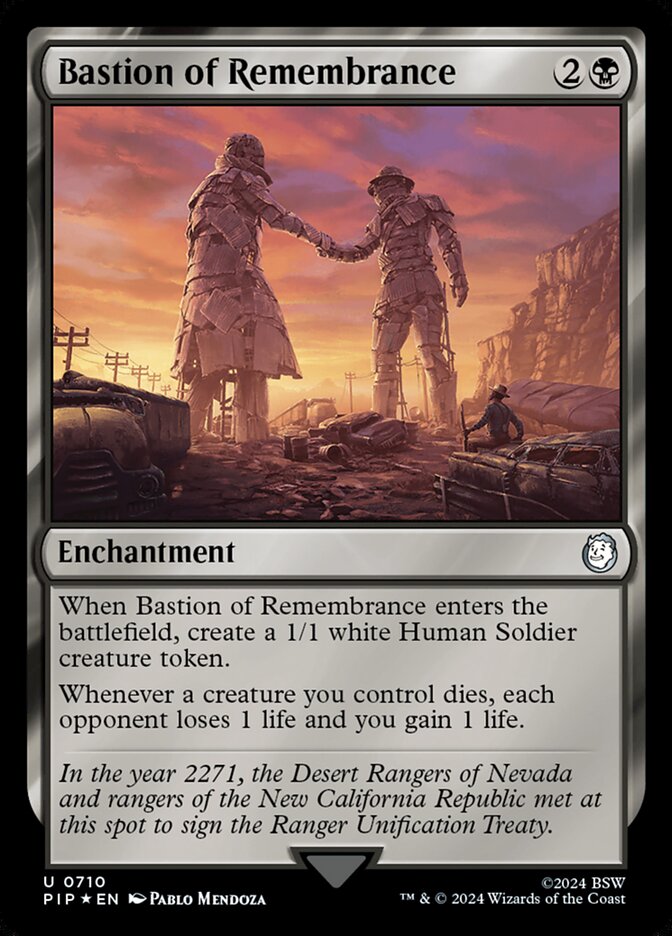 Bastion of Remembrance 2
Enchantment
When Bastion of Remembrance enters the
battlefield, create a 1/1 white Human Soldier
creature token.
Whenever a creature you control dies, each
opponent loses 1 life and you gain 1 life.
In the year 2271, the Desert Rangers of Nevada
and rangers of the New California Republic met at
this spot to sign the Ranger Unification Treaty.
U 0710
©2024 BSW
PIP★EN Pablo Mendoza
™ & © 2024 Wizards of the Coast